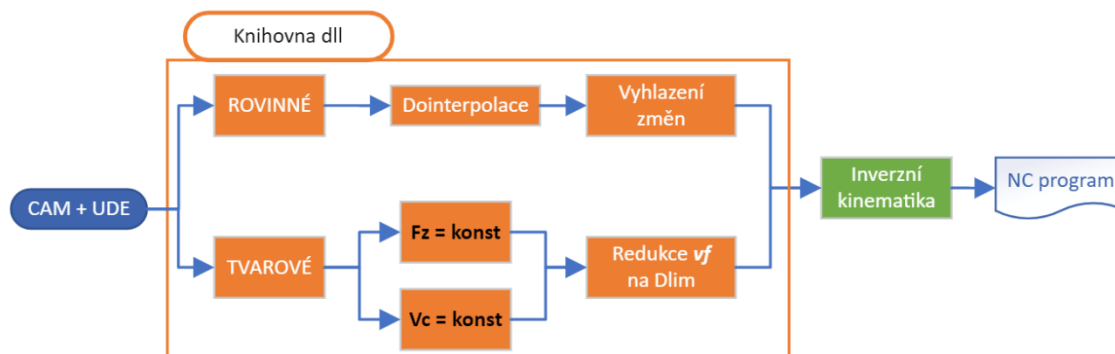 Knihovna dll
ROVINNÉ
Dointerpolace
Vyhlazení
změn
CAM + UDE
Inverzní
kinematika
NC program
TVAROVÉ
Fz = konst
Vc = konst
Redukce vf
na Dlim